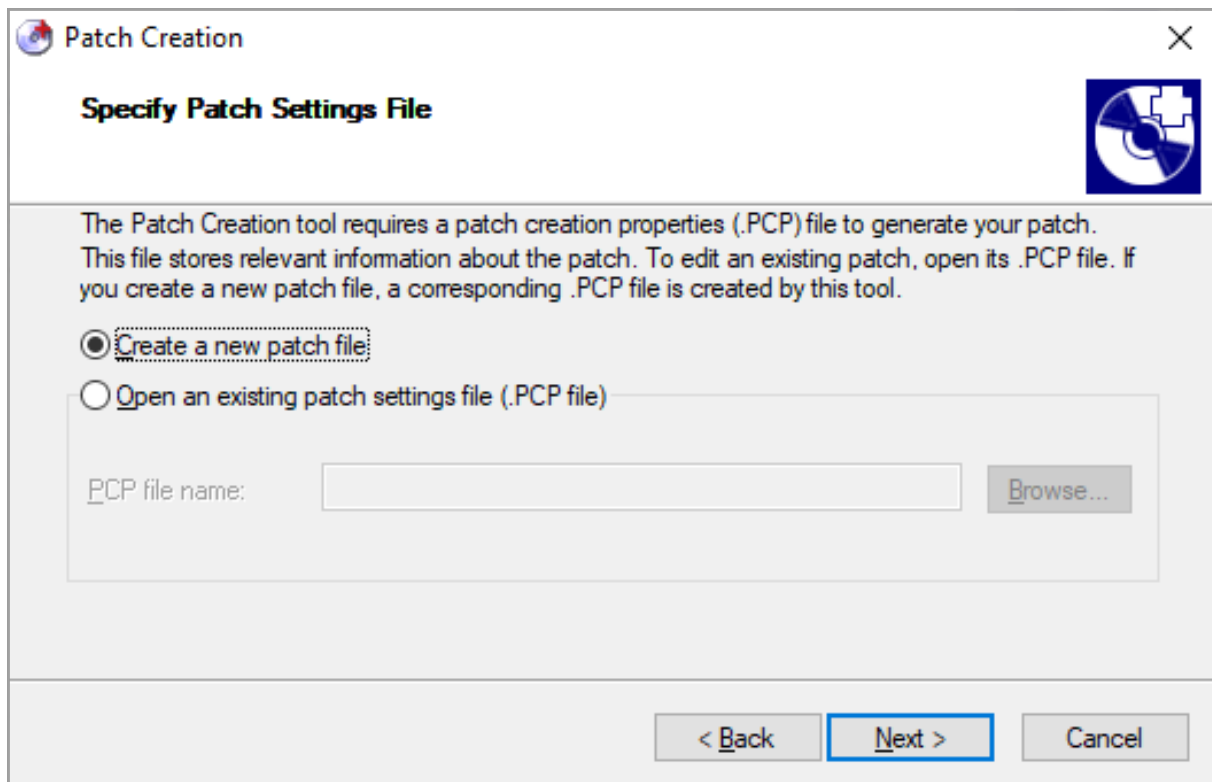 Patch Creation
Specify Patch Settings File
The Patch Creation tool requires a patch creation properties (.PCP) file to generate your patch.
This file stores relevant information about the patch. To edit an existing patch, open its .PCP file. If
you create a new patch file, a corresponding .PCP file is created by this tool.
Create a new patch file
Open an existing patch settings file (.PCP file)
PCP file name:
Browse...
< Back
Next >
Cancel